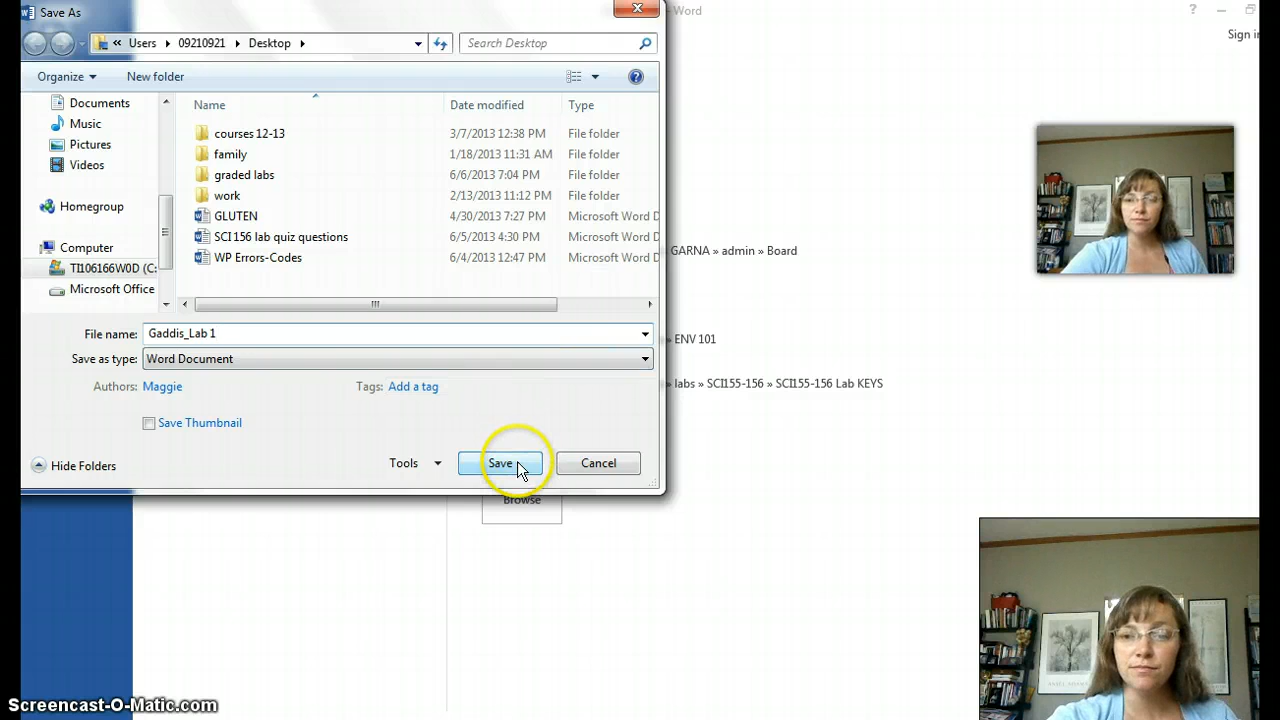 Save As
- Word
Sign in
« Users Desktop 09210921
Search Desktop
Organize
New folder
Name
Date modified
Type
Documents
Music
Pictures
Videos
Homegroup
Computer
TI106166W0D (C:
Microsoft Office
courses 12-13 3/7/2013 12:38 PM File folder
family 1/18/2013 11:31 AM File folder
graded labs 6/6/2013 7:04 PM File folder
work 2/13/2013 11:12 PM File folder
GLUTEN 4/30/2013 7:27 PM Microsoft Word D
SCI156 lab quiz questions 6/5/2013 4:30 PM Microsoft Word D
WP Errors-Codes 6/4/2013 12:47 PM Microsoft Word D
GARNA » admin » Board
» ENV 101
» labs » SCI155-156 » SCI155-156 Lab KEYS
File name: Gaddis_Lab 1
Save as type: Word Document
Authors: Maggie
Tags: Add a tag
Save Thumbnail
Hide Folders
Tools
Save
Cancel
Browse
Screencast-O-Matic.com